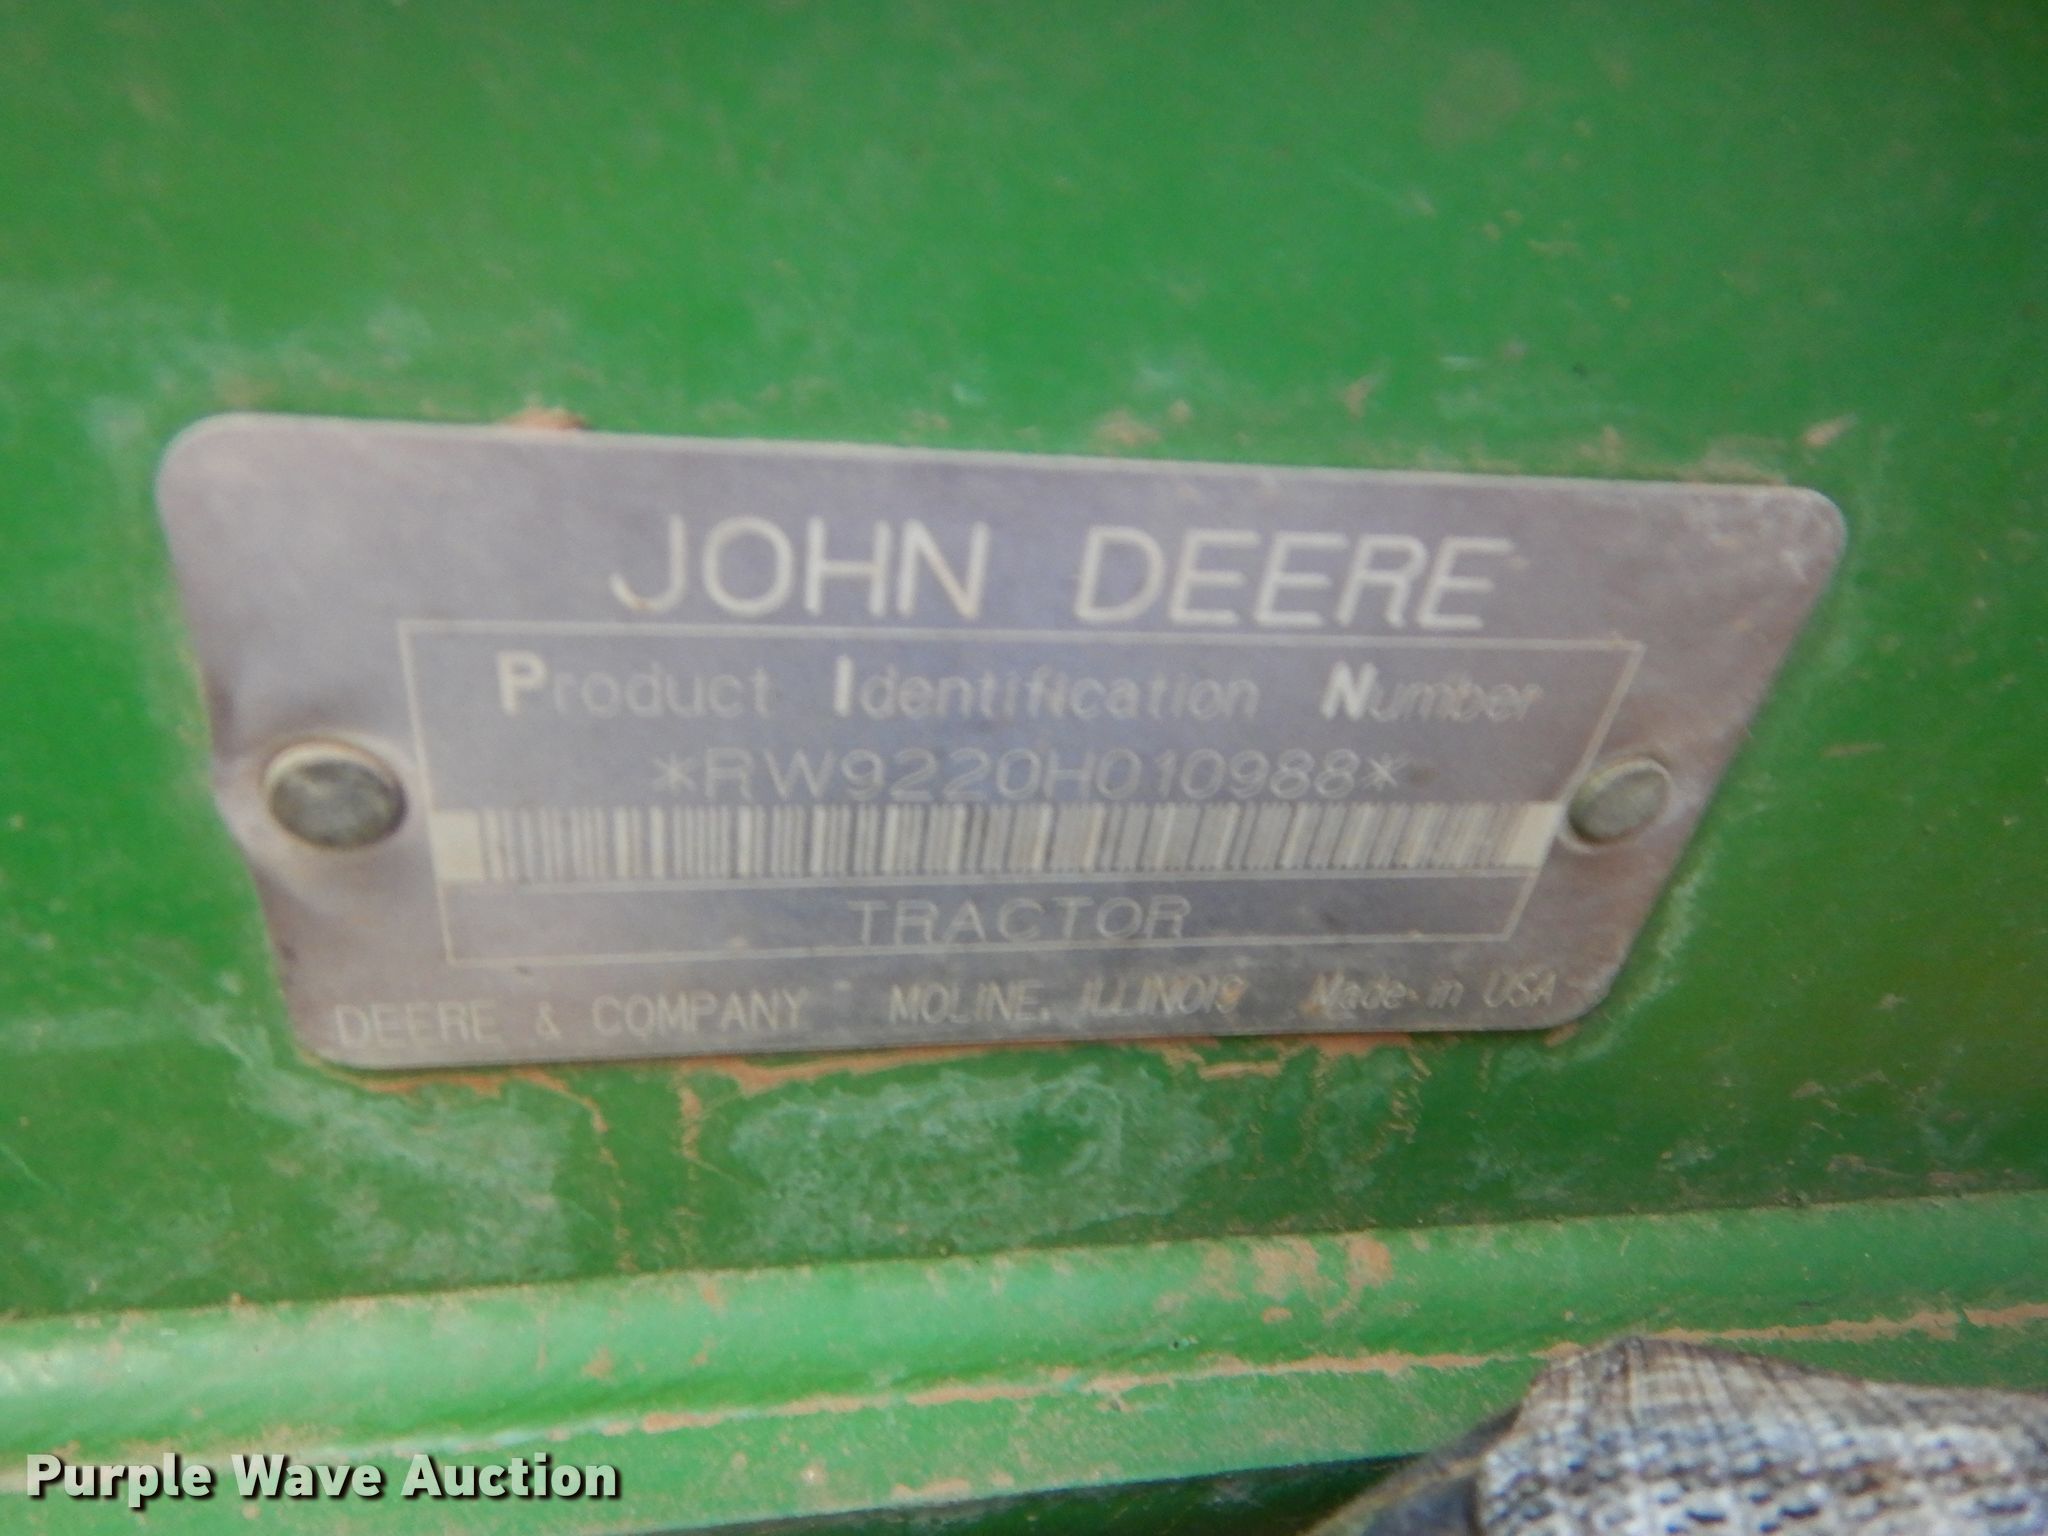 JOHN DEERE
Product Identification Number
*RW9220H010988*
TRACTOR
DEERE & COMPANY MOLINE, ILLINOIS Made in USA
Purple Wave Auction